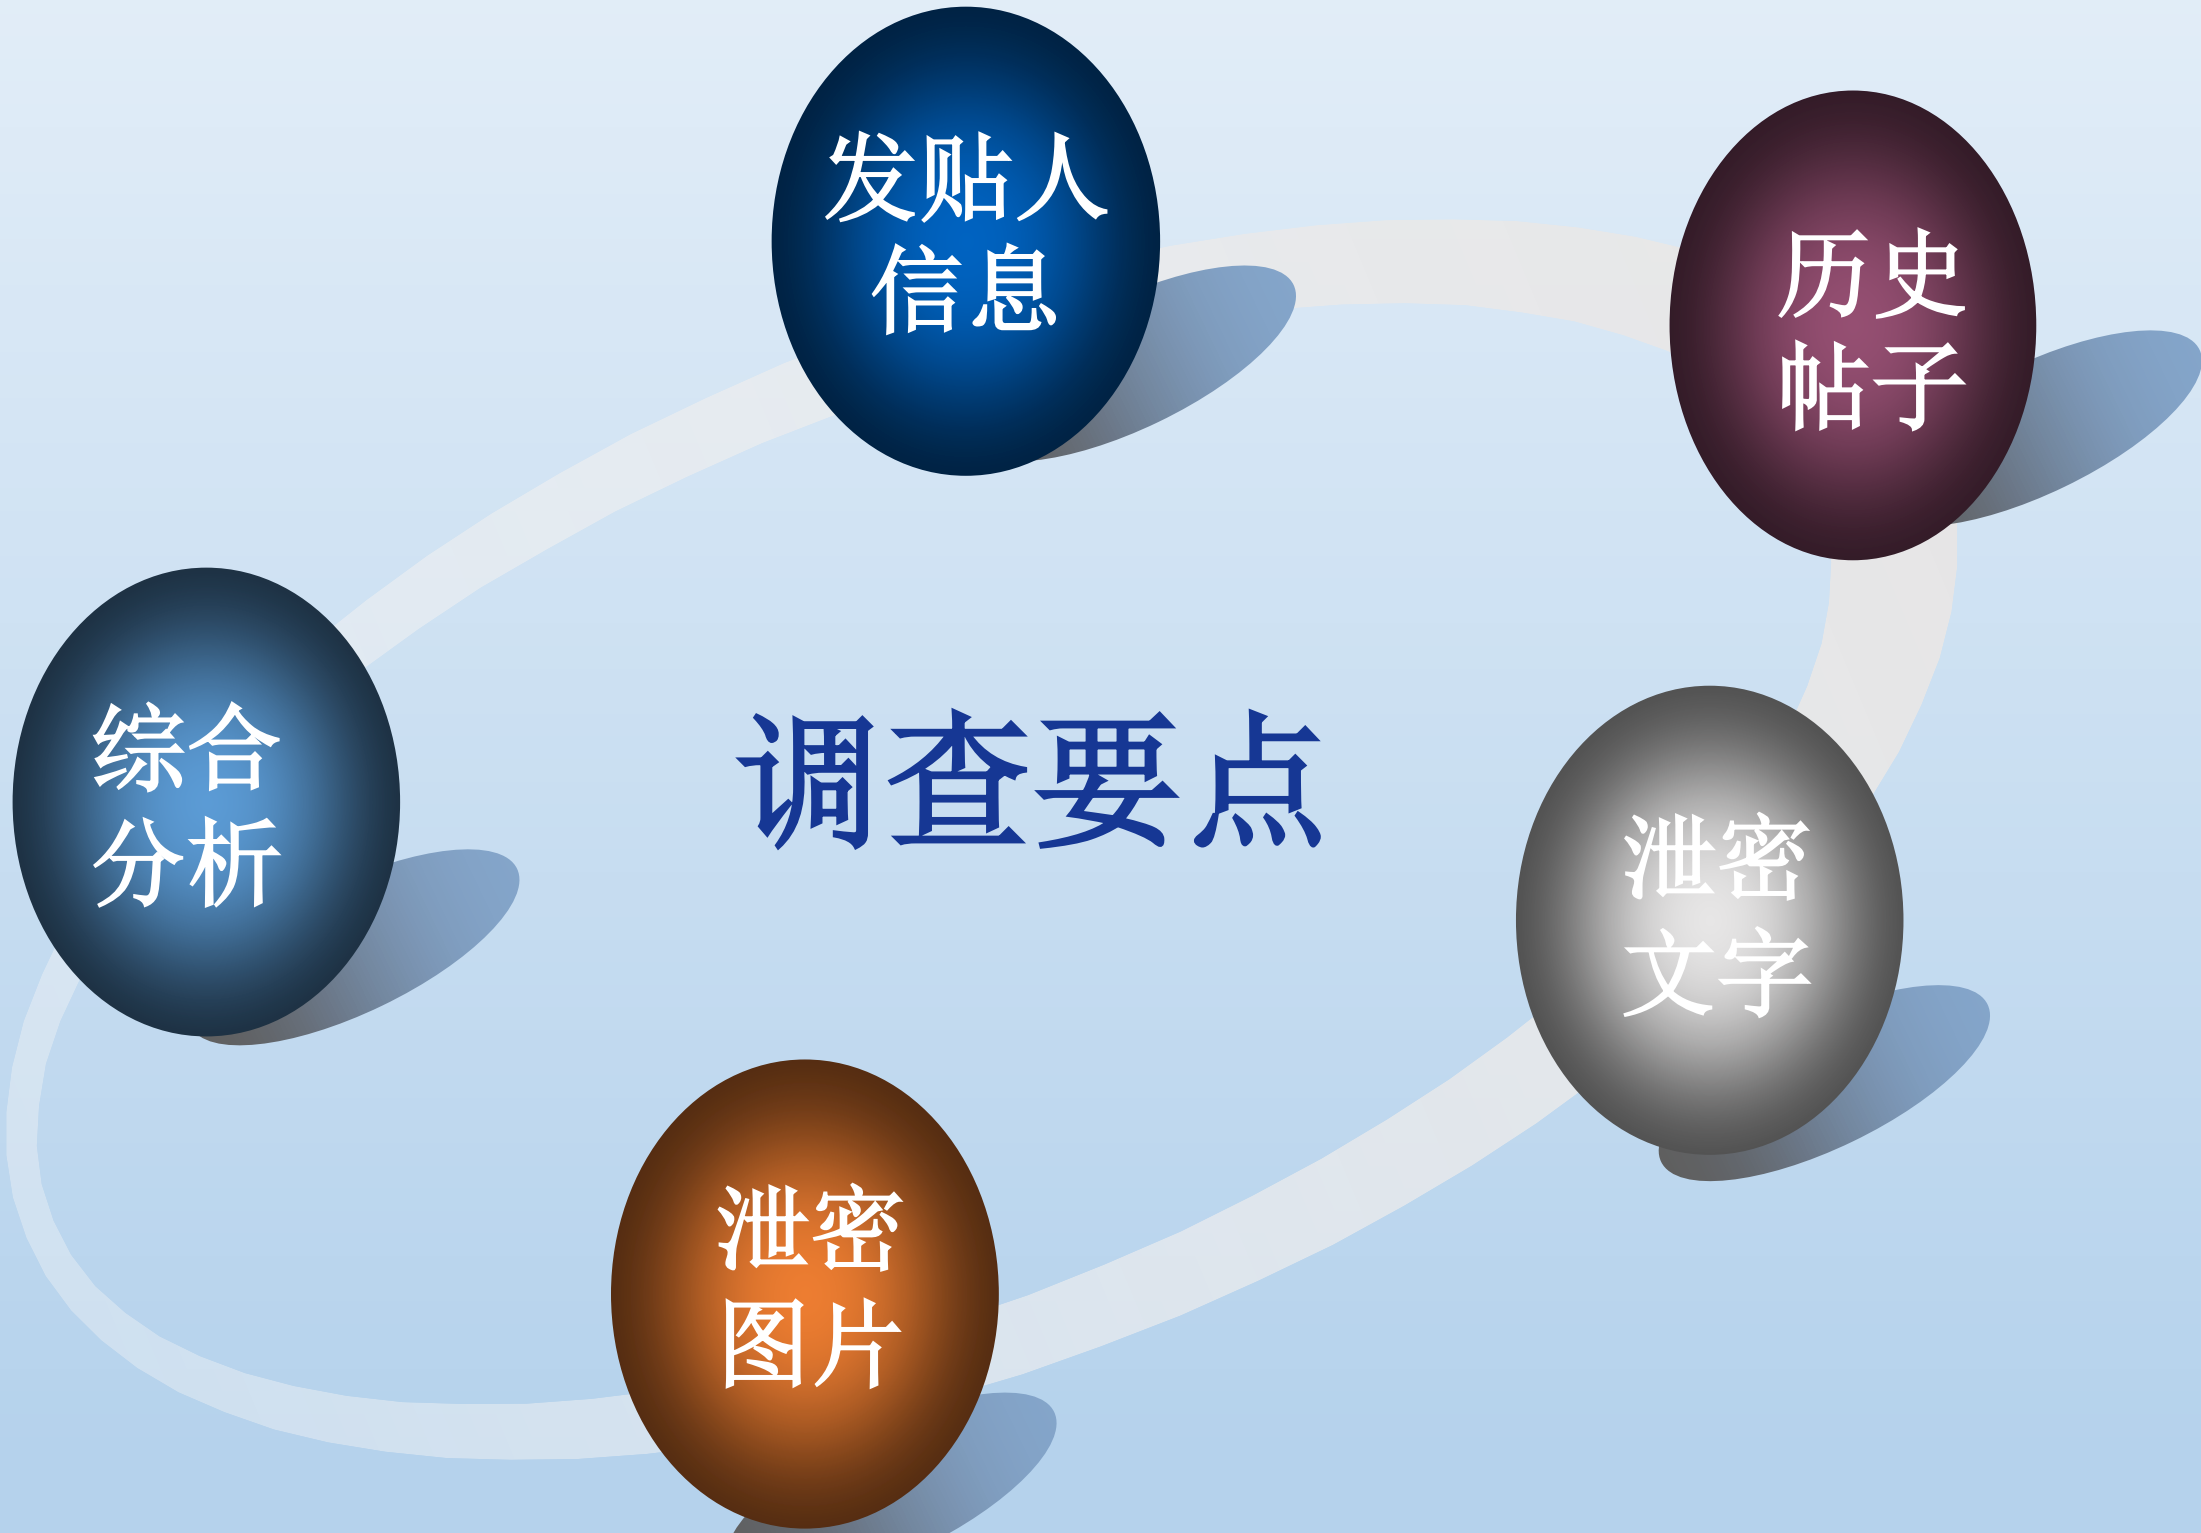 发贴人
信息
历史
帖子
综合
分析
调查要点
泄密
文字
泄密
图片